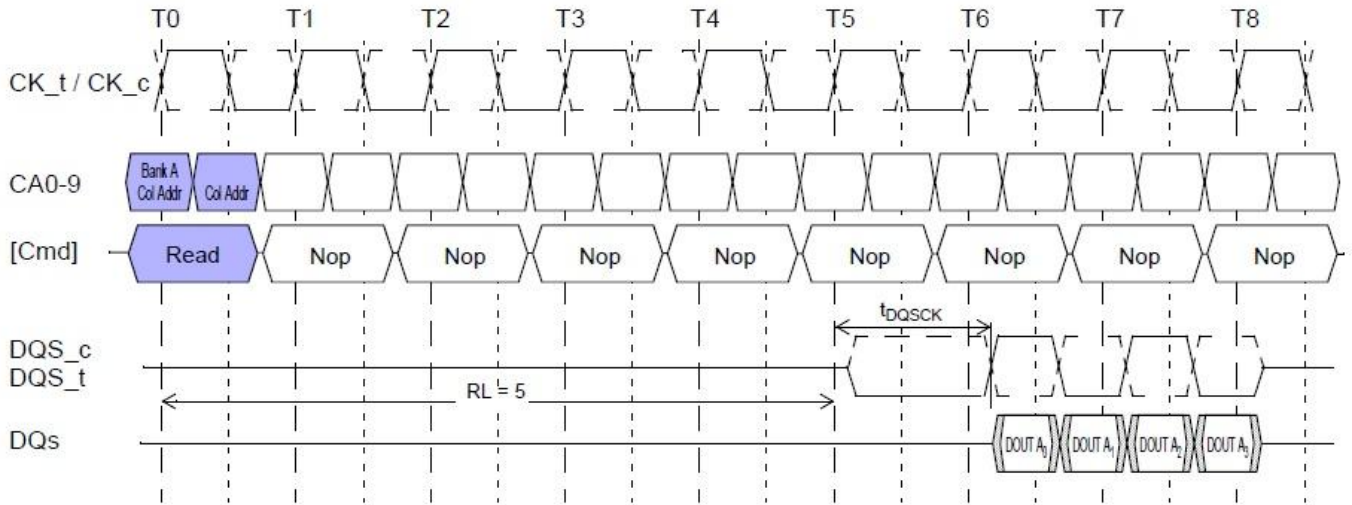 T0 T1 T2 T3 T4 T5 T6 T7 T8
CK_t / CK_c
CA0-9 Bank A
Col Addr Col Addr
[Cmd] Read Nop Nop Nop Nop Nop Nop Nop Nop
tDQSCK
DQS_c
DQS_t
RL = 5
DQs DOUT A0 DOUT A1 DOUT A2 DOUT A3